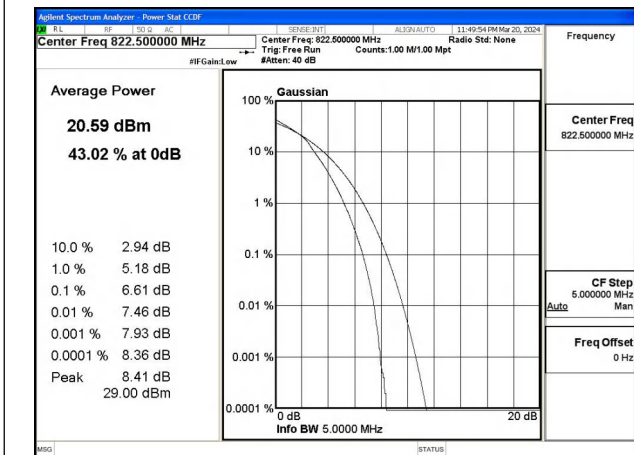 Agilent Spectrum Analyzer - Power Stat CCDF
RL RF 50 Ω AC SENSE:INT ALIGN AUTO 11:49:54 PM Mar 20, 2024
Center Freq 822.500000 MHz
Center Freq: 822.500000 MHz Radio Std: None
Trig: Free Run Counts:1.00 M/1.00 Mpt
#IFGain:Low #Atten: 40 dB
Frequency
Average Power
20.59 dBm
43.02 % at 0dB
10.0 % 2.94 dB
1.0 % 5.18 dB
0.1 % 6.61 dB
0.01 % 7.46 dB
0.001 % 7.93 dB
0.0001 % 8.36 dB
Peak 8.41 dB
29.00 dBm
Gaussian
100 %
10 %
1 %
0.1 %
0.01 %
0.001 %
0.0001 %
0 dB 20 dB
Info BW 5.0000 MHz
Center Freq
822.500000 MHz
CF Step
5.000000 MHz
Auto Man
Freq Offset
0 Hz
MSG STATUS